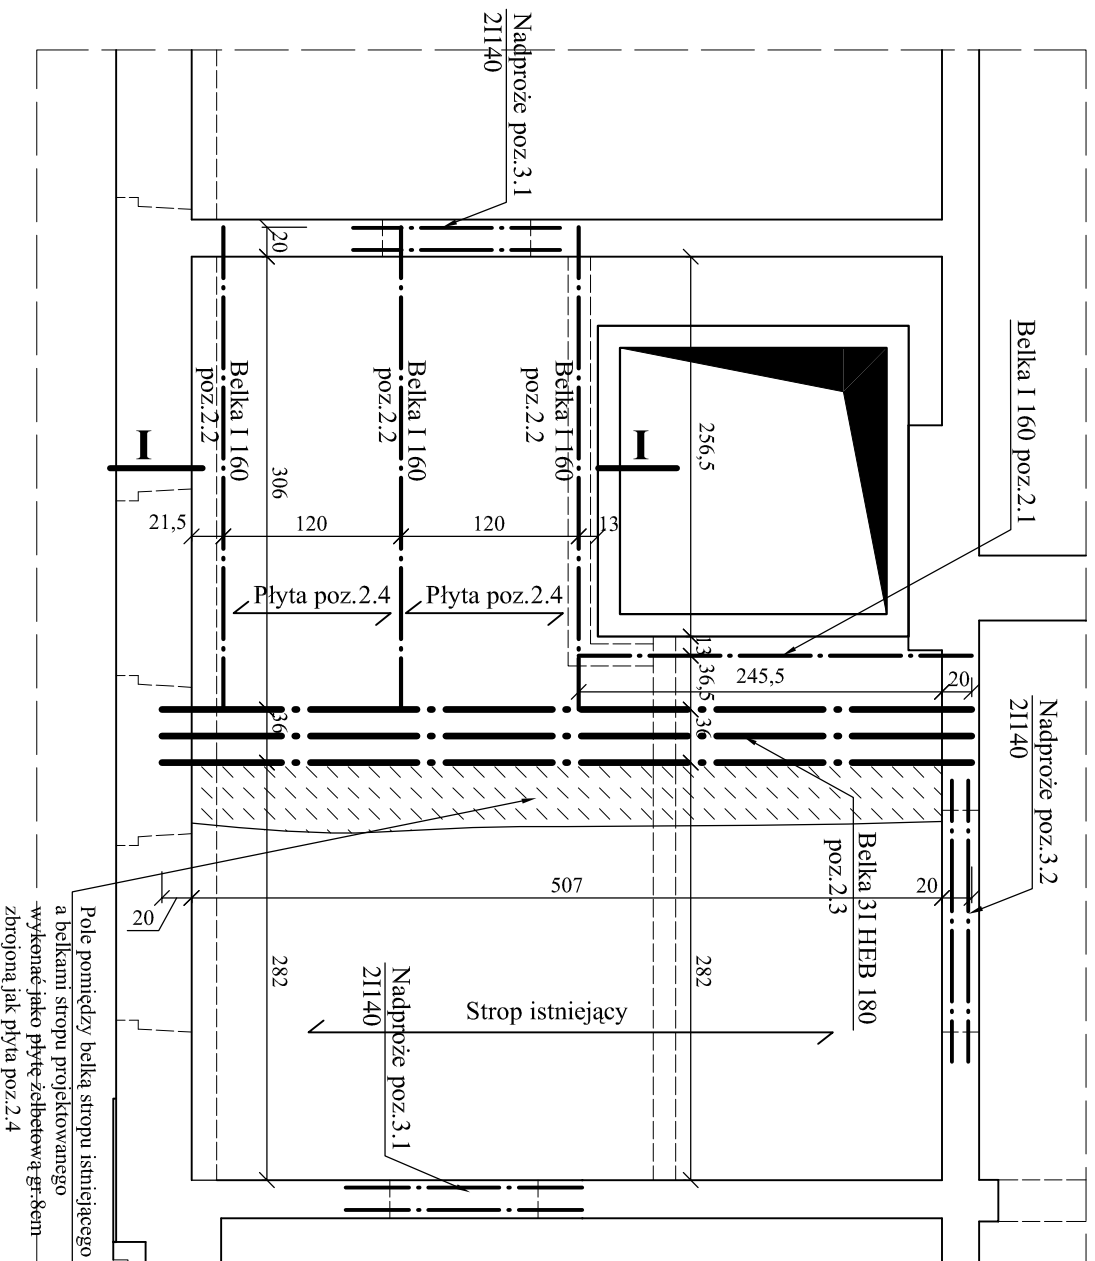 Nadproże poz.3.1
2I140
Belka I 160 poz.2.1
20
Belka I 160
poz.2.2
Belka I 160
poz.2.2
Belka I 160
poz.2.2
I
I
256,5
306
21,5
120
120
13
Płyta poz.2.4
Płyta poz.2.4
13
36,5
245,5
20
36
36
Nadproże poz.3.2
2I140
Belka 3I HEB 180
poz.2.3
507
20
20
282
282
Strop istniejący
Nadproże poz.3.1
2I140
Pole pomiędzy belką stropu istniejącego
a belkami stropu projektowanego
wykonać jako płytę żelbetową gr.8cm
zbrojoną jak płyta poz.2.4